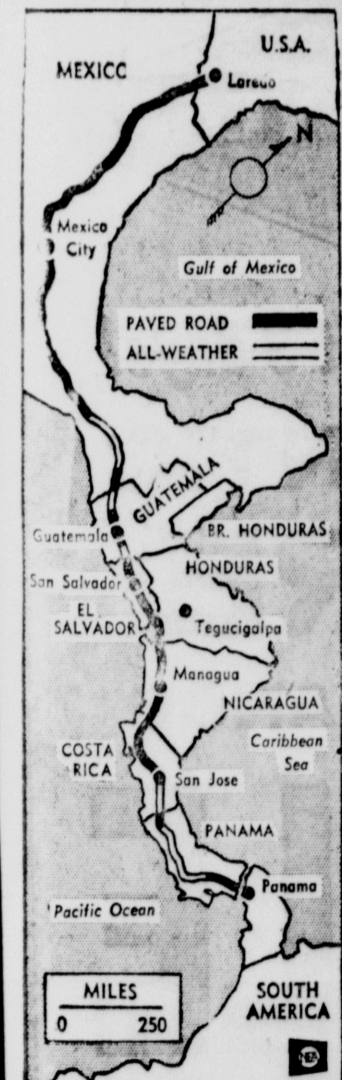 U.S.A.
MEXICC
Laredo
N
Mexico
City
Gulf of Mexico
PAVED ROAD
ALL-WEATHER
GUATEMALA
Guatemala
BR. HONDURAS
HONDURAS
San Salvador
EL
SALVADOR
Tegucigalpa
Managua
NICARAGUA
COSTA
RICA
Caribbean
Sea
San Jose
PANAMA
Panama
Pacific Ocean
MILES
0 250
SOUTH
AMERICA
NEA